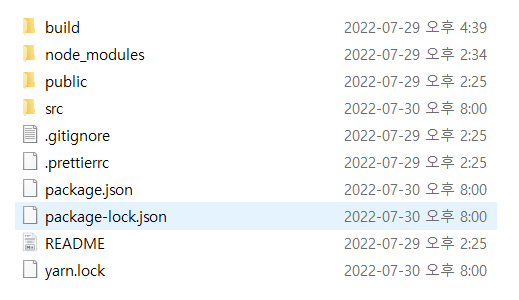 build 2022-07-29 오후 4:39
node_modules 2022-07-29 오후 2:34
public 2022-07-29 오후 2:25
src 2022-07-30 오후 8:00
.gitignore 2022-07-29 오후 2:25
.prettierrc 2022-07-29 오후 2:25
package.json 2022-07-30 오후 8:00
package-lock.json 2022-07-30 오후 8:00
README 2022-07-29 오후 2:25
yarn.lock 2022-07-30 오후 8:00